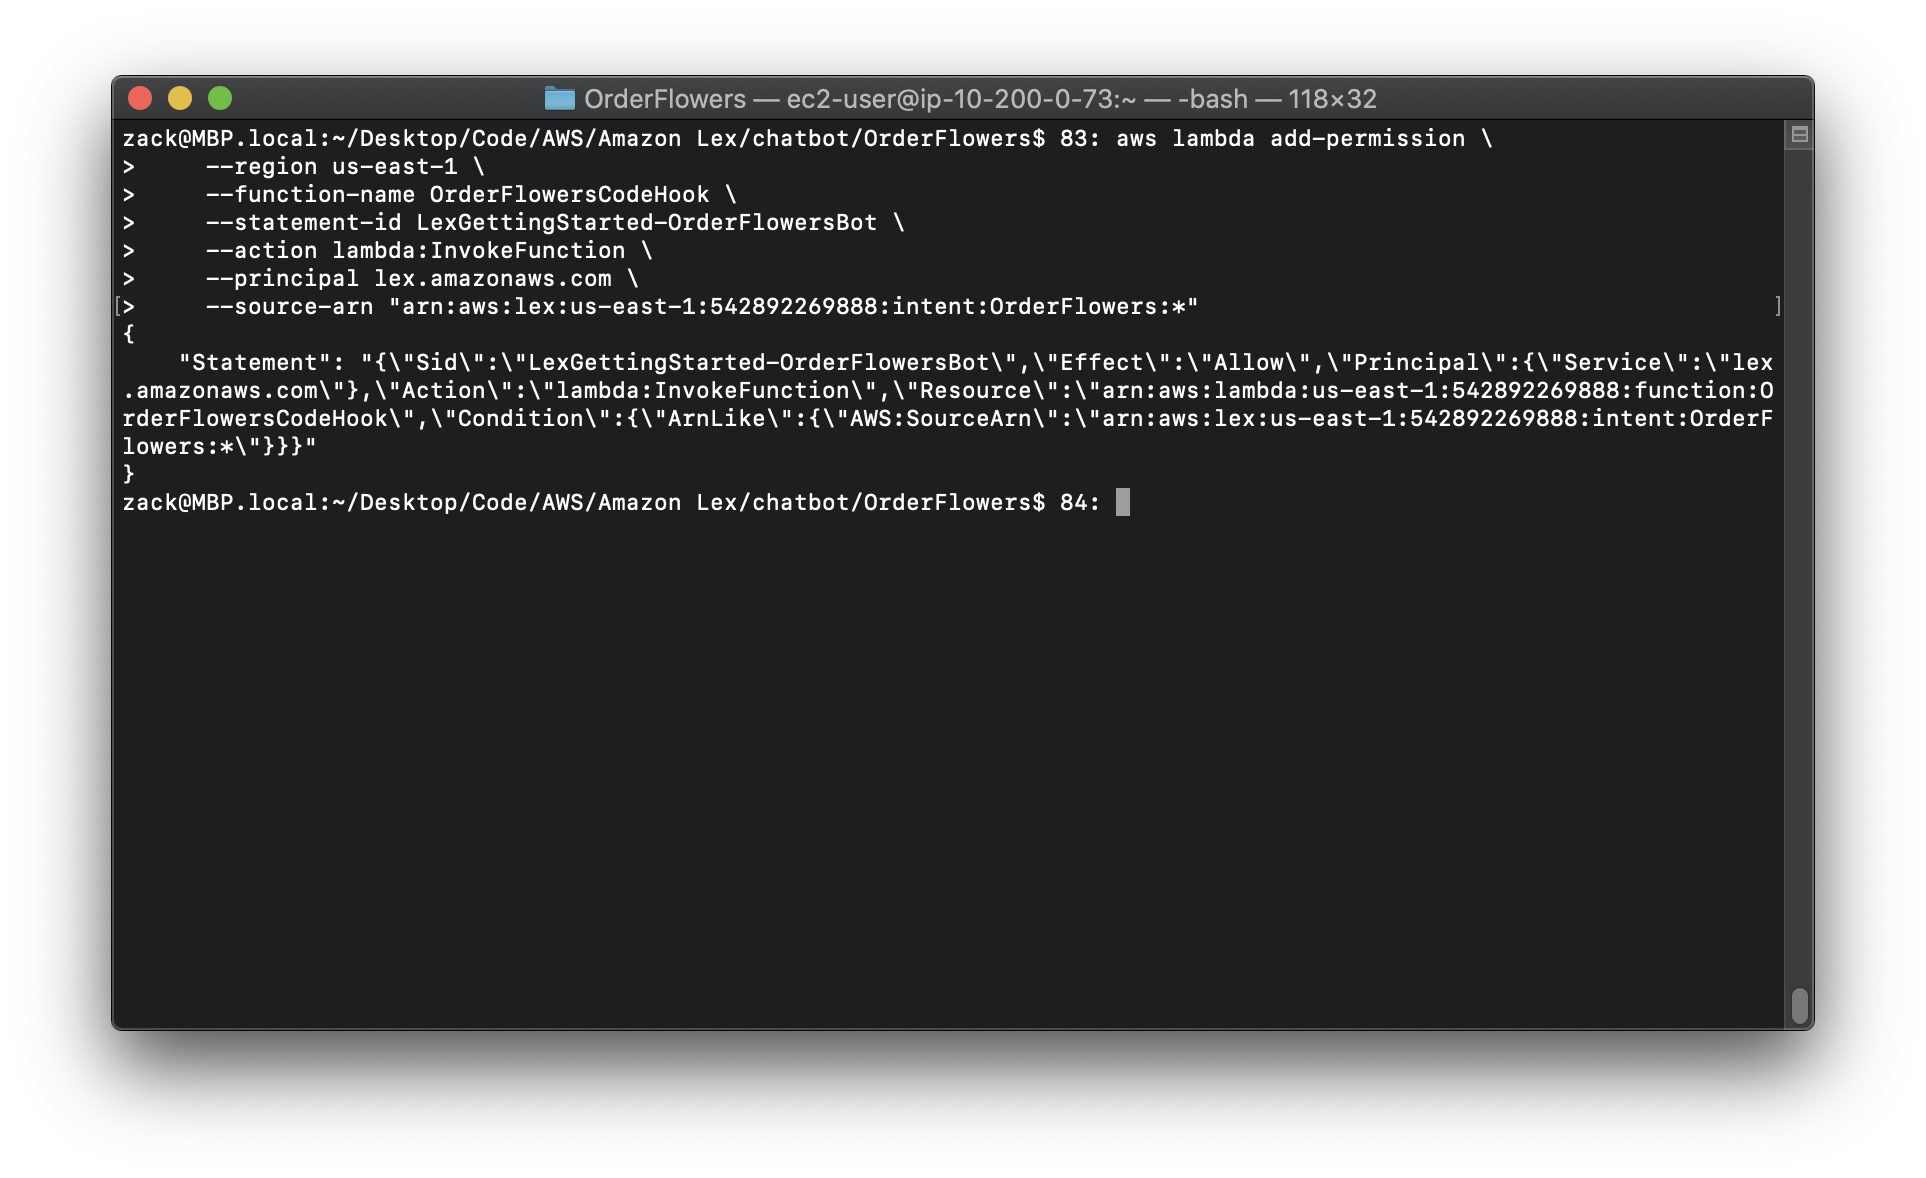 OrderFlowers — ec2-user@ip-10-200-0-73:~ — -bash — 118×32
zack@MBP.local:~/Desktop/Code/AWS/Amazon Lex/chatbot/OrderFlowers$ 83: aws lambda add-permission \
>     --region us-east-1 \
>     --function-name OrderFlowersCodeHook \
>     --statement-id LexGettingStarted-OrderFlowersBot \
>     --action lambda:InvokeFunction \
>     --principal lex.amazonaws.com \
[>     --source-arn "arn:aws:lex:us-east-1:542892269888:intent:OrderFlowers:*" ]
{
    "Statement": "{\"Sid\":\"LexGettingStarted-OrderFlowersBot\",\"Effect\":\"Allow\",\"Principal\":{\"Service\":\"lex
.amazonaws.com\"},\"Action\":\"lambda:InvokeFunction\",\"Resource\":\"arn:aws:lambda:us-east-1:542892269888:function:O
rderFlowersCodeHook\",\"Condition\":{\"ArnLike\":{\"AWS:SourceArn\":\"arn:aws:lex:us-east-1:542892269888:intent:OrderF
lowers:*\"}}}"
}
zack@MBP.local:~/Desktop/Code/AWS/Amazon Lex/chatbot/OrderFlowers$ 84: